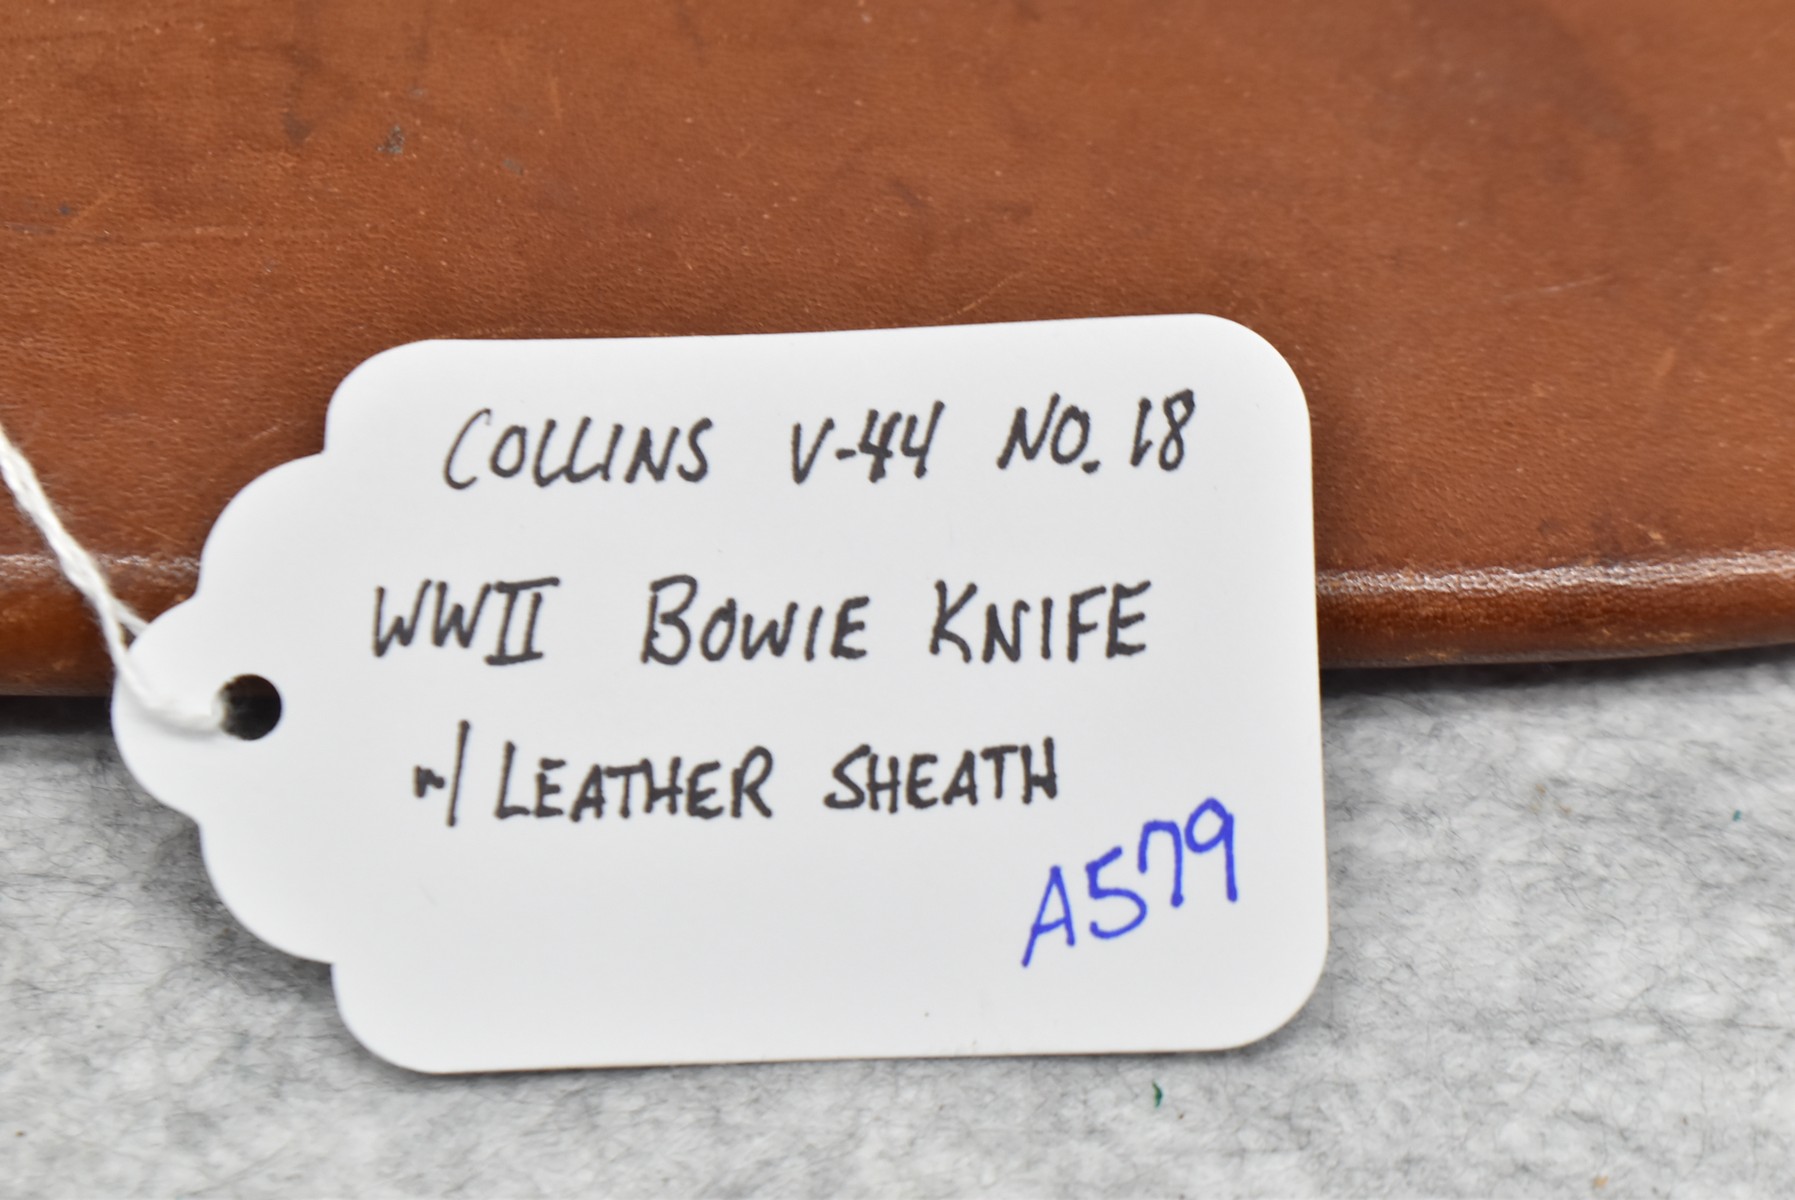 COLLINS V-44 NO. 18
WWII BOWIE KNIFE
W/ LEATHER SHEATH
A579